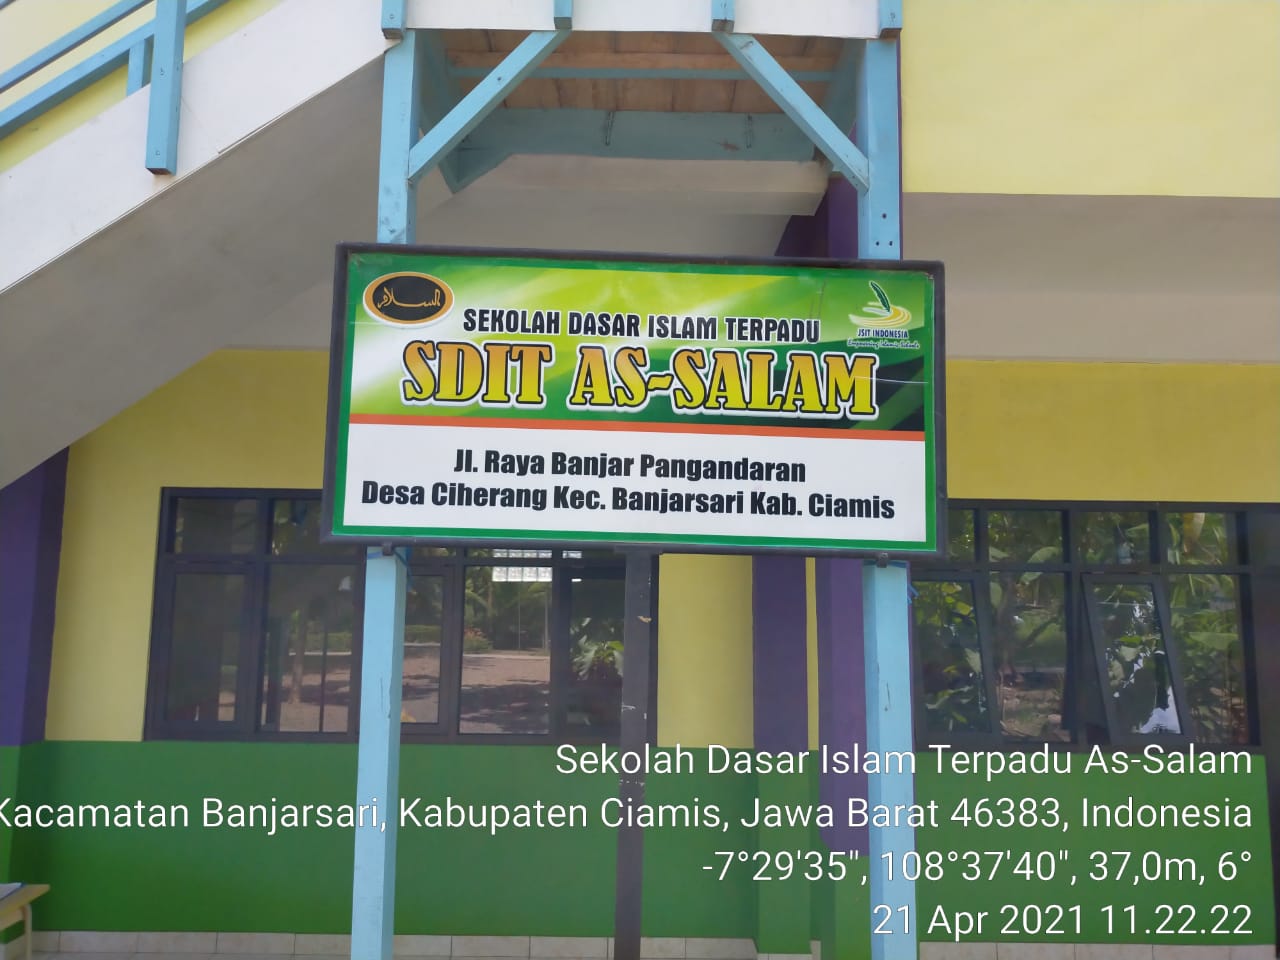 السلام
SEKOLAH DASAR ISLAM TERPADU
JSIT INDONESIA
SDIT AS-SALAM
Jl. Raya Banjar Pangandaran
Desa Ciherang Kec. Banjarsari Kab. Ciamis
Sekolah Dasar Islam Terpadu As-Salam
Kacamatan Banjarsari, Kabupaten Ciamis, Jawa Barat 46383, Indonesia
-7°29'35", 108°37'40", 37,0m, 6°
21 Apr 2021 11.22.22